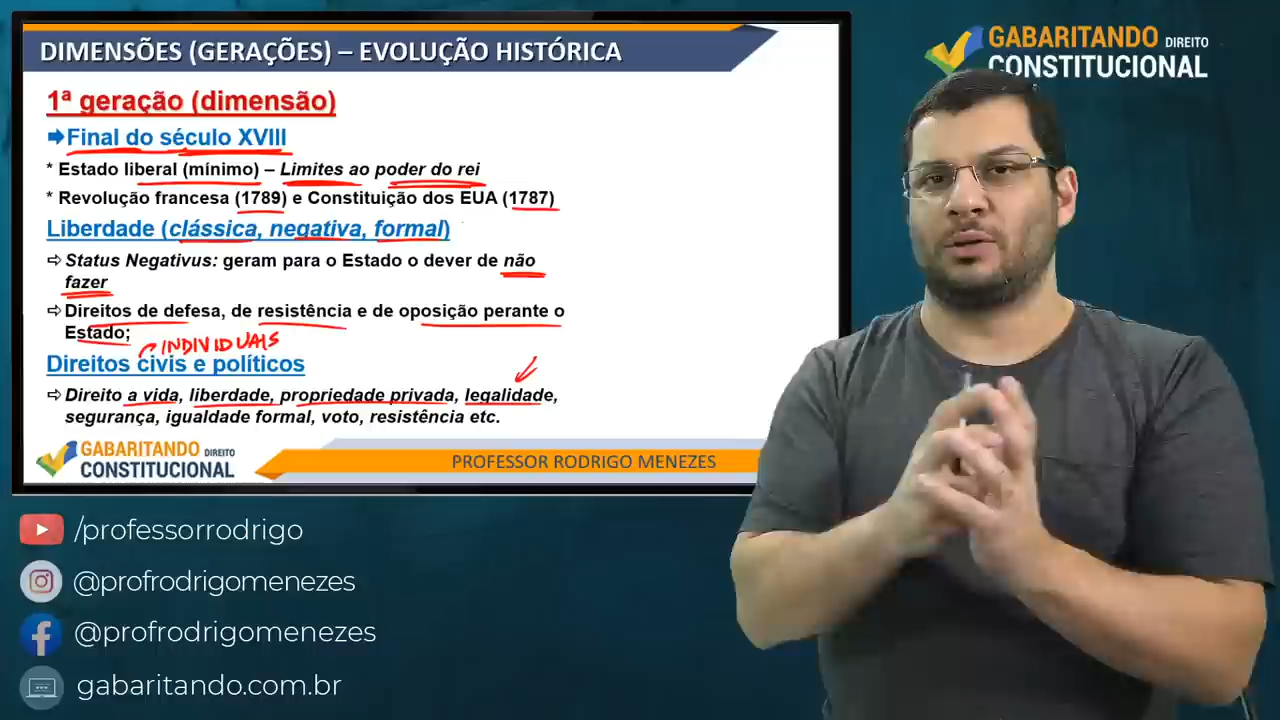 DIMENSÕES (GERAÇÕES) – EVOLUÇÃO HISTÓRICA
GABARITANDO DIREITO
CONSTITUCIONAL
1ª geração (dimensão)
Final do século XVIII
* Estado liberal (mínimo) – Limites ao poder do rei
* Revolução francesa (1789) e Constituição dos EUA (1787)
Liberdade (clássica, negativa, formal)
Status Negativus: geram para o Estado o dever de não
fazer
Direitos de defesa, de resistência e de oposição perante o
Estado;
INDIVIDUAIS
Direitos civis e políticos
Direito a vida, liberdade, propriedade privada, legalidade,
segurança, igualdade formal, voto, resistência etc.
GABARITANDO DIREITO
CONSTITUCIONAL
PROFESSOR RODRIGO MENEZES
/professorrodrigo
@profrodrigomenezes
@profrodrigomenezes
gabaritando.com.br